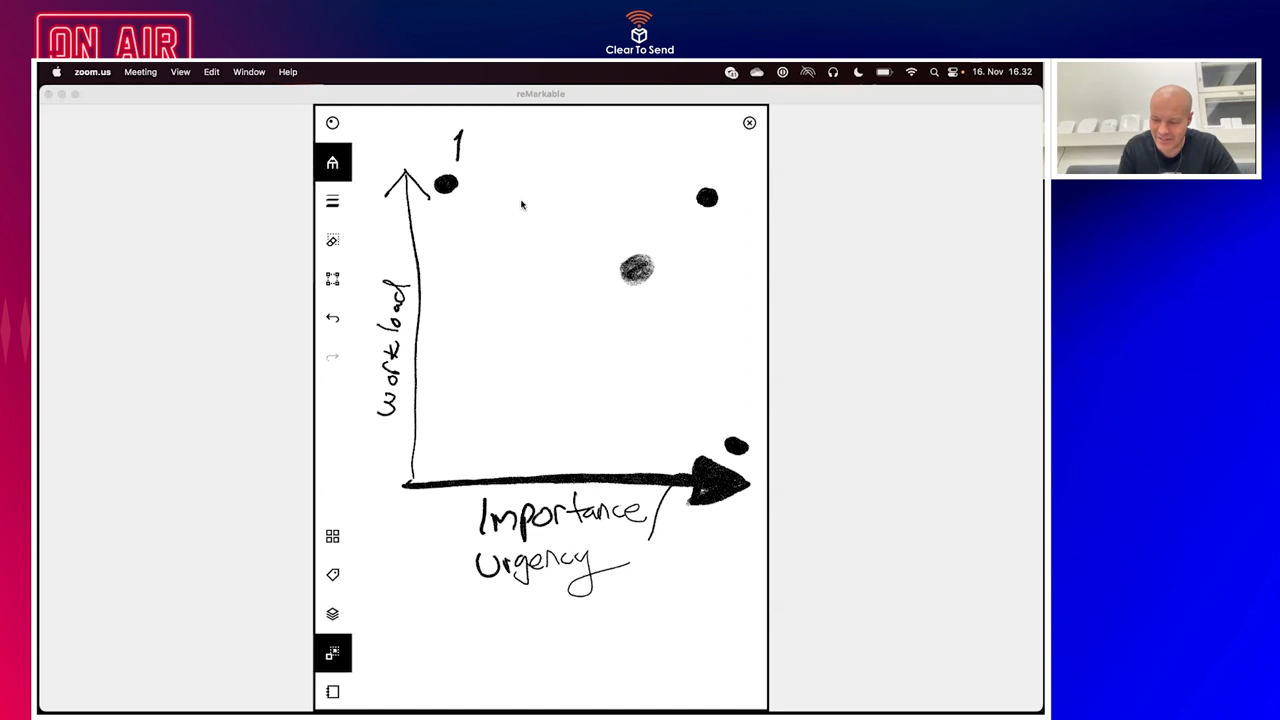 ON AIR
Clear To Send
zoom.us Meeting View Edit Window Help
16. Nov 16.32
reMarkable
1
Workload
Importance/
Urgency